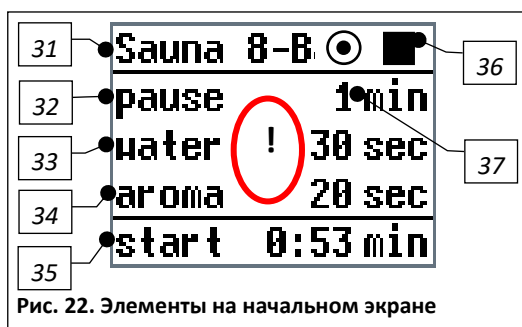 31 Sauna 8-B 36
32 pause 1 min
33 water ! 30 sec 37
34 aroma 20 sec
35 start 0:53 min
Рис. 22. Элементы на начальном экране